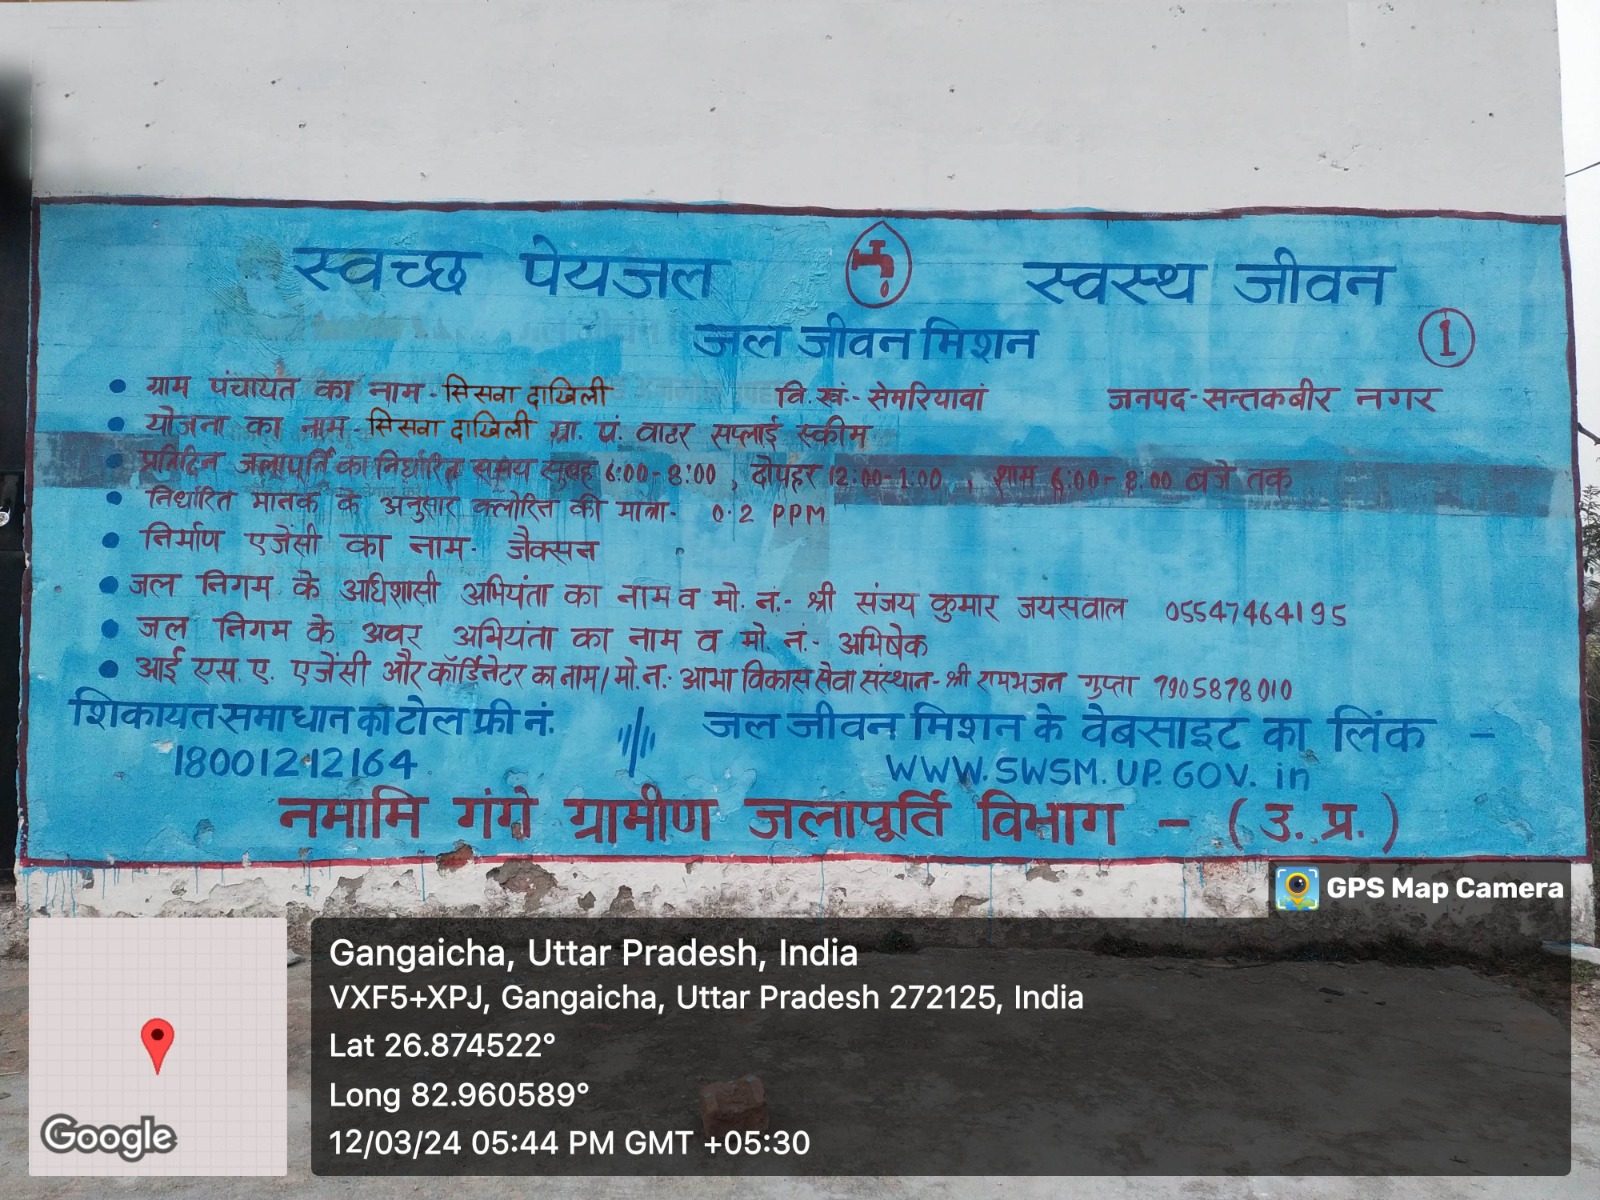 स्वच्छ पेयजल स्वस्थ जीवन
जल जीवन मिशन
1
• ग्राम पंचायत का नाम - सिसवा दाखिली वि.खं:- सेमरियावां जनपद - सन्तकबीर नगर
• योजना का नाम - सिसवा दाखिली ग्रा. पं. वाटर सप्लाई स्कीम
• प्रतिदिन जलापूर्ति का निर्धारित समय सुबह 6:00-8:00 , दोपहर 12:00-1:00 , शाम 6:00-8:00 बजे तक
• निर्धारित मानक के अनुसार क्लोरिन की मात्रा- 0.2 PPM
• निर्माण एजेंसी का नाम- जैक्सन
• जल निगम के अधिशासी अभियंता का नाम व मो. नं:- श्री संजय कुमार जयसवाल 05547464195
• जल निगम के अवर अभियंता का नाम व मो. नं:- अभिषेक
• आई एस. ए. एजेंसी और कॉर्डिनेटर का नाम / मो. न.: आभा विकास सेवा संस्थान - श्री रामभजन गुप्ता 7905878010
शिकायत समाधान का टोल फ्री नं. जल जीवन मिशन के वेबसाइट का लिंक -
18001212164 WWW.SWSM.UP.GOV.in
नमामि गंगे ग्रामीण जलापूर्ति विभाग - (उ. प्र.)
GPS Map Camera
Gangaicha, Uttar Pradesh, India
VXF5+XPJ, Gangaicha, Uttar Pradesh 272125, India
Lat 26.874522°
Long 82.960589°
12/03/24 05:44 PM GMT +05:30
Google